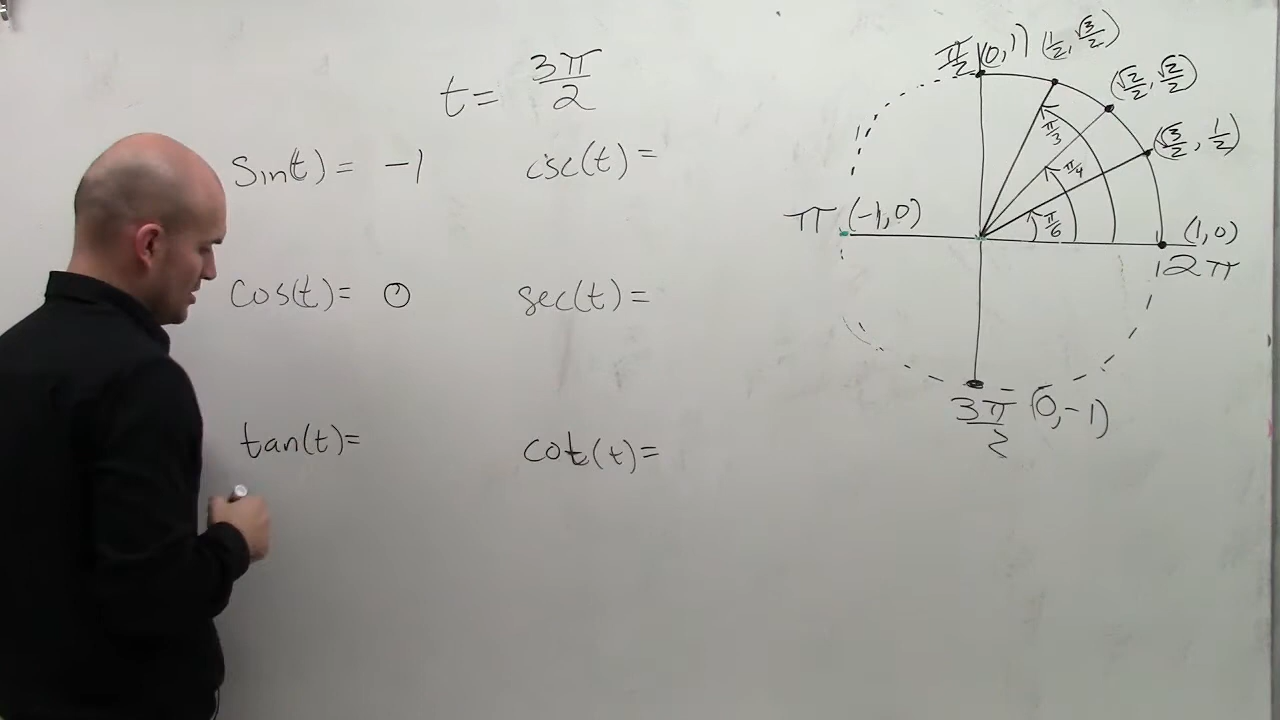 t = 3π/2
sin(t) = -1
csc(t) =
cos(t) = 0
sec(t) =
tan(t) =
cot(t) =
π/2 (0, 1)
(1/2, √3/2)
(√2/2, √2/2)
(√3/2, 1/2)
π/3
π/4
π/6
π (-1, 0)
(1, 0)
2π
3π/2 (0, -1)